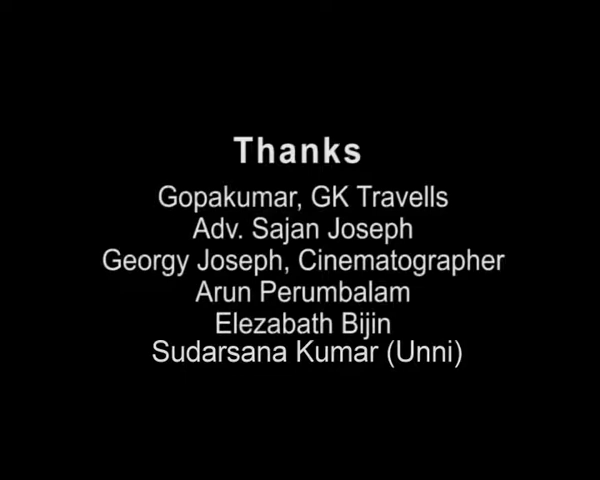 Thanks
Gopakumar, GK Travells
Adv. Sajan Joseph
Georgy Joseph, Cinematographer
Arun Perumbalam
Elezabath Bijin
Sudarsana Kumar (Unni)